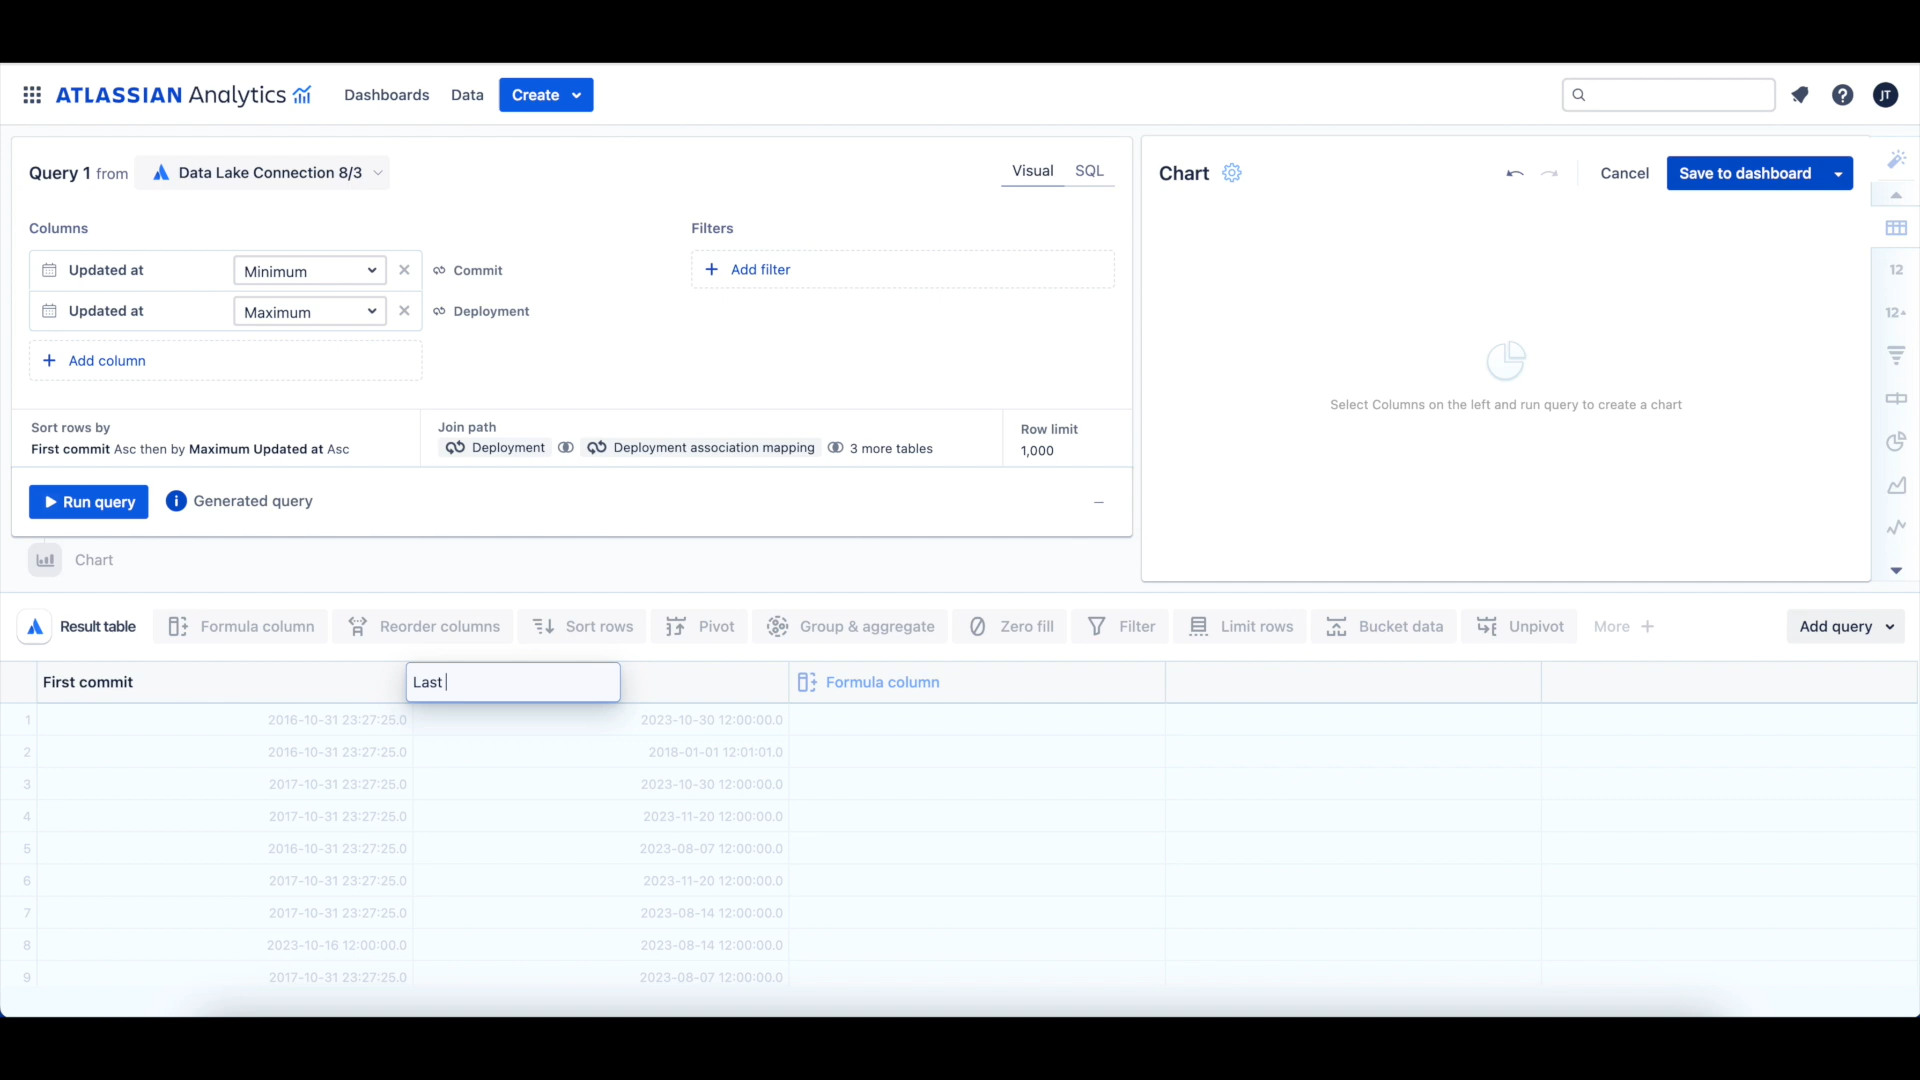 ATLASSIAN Analytics
Dashboards
Data
Create
JT
Query 1 from
Data Lake Connection 8/3
Visual
SQL
Columns
Updated at
Minimum
Commit
Updated at
Maximum
Deployment
Add column
Filters
Add filter
Sort rows by
First commit Asc then by Maximum Updated at Asc
Join path
Deployment
Deployment association mapping
3 more tables
Row limit
1,000
Run query
Generated query
Chart
Chart
Cancel
Save to dashboard
Select Columns on the left and run query to create a chart
12
12
Result table
Formula column
Reorder columns
Sort rows
Pivot
Group & aggregate
Zero fill
Filter
Limit rows
Bucket data
Unpivot
More
Add query
First commit
Last
Formula column
1 2016-10-31 23:27:25.0 2023-10-30 12:00:00.0
2 2016-10-31 23:27:25.0 2018-01-01 12:01:01.0
3 2017-10-31 23:27:25.0 2023-10-30 12:00:00.0
4 2017-10-31 23:27:25.0 2023-11-20 12:00:00.0
5 2016-10-31 23:27:25.0 2023-08-07 12:00:00.0
6 2017-10-31 23:27:25.0 2023-11-20 12:00:00.0
7 2017-10-31 23:27:25.0 2023-08-14 12:00:00.0
8 2023-10-16 12:00:00.0 2023-08-14 12:00:00.0
9 2017-10-31 23:27:25.0 2023-08-07 12:00:00.0